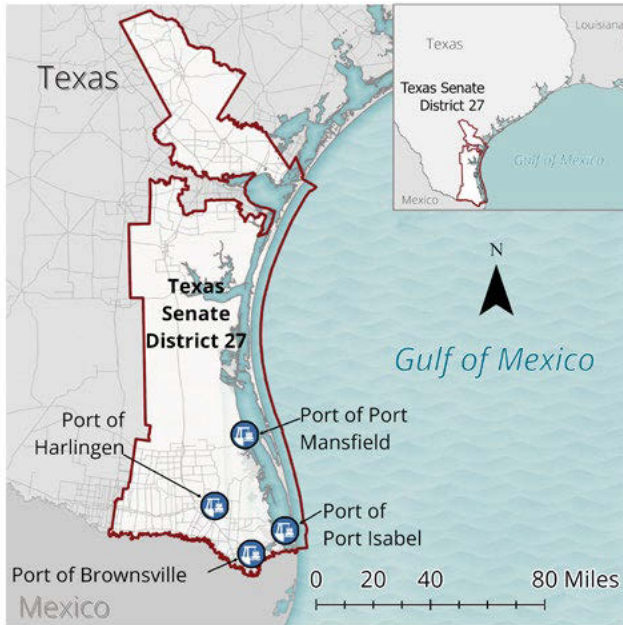 Texas
Louisiana
Texas
Texas Senate
District 27
Gulf of Mexico
Mexico
N
Texas
Senate
District 27
Gulf of Mexico
Port of
Harlingen
Port of Port
Mansfield
Port of
Port Isabel
Port of Brownsville
Mexico
0 20 40 80 Miles